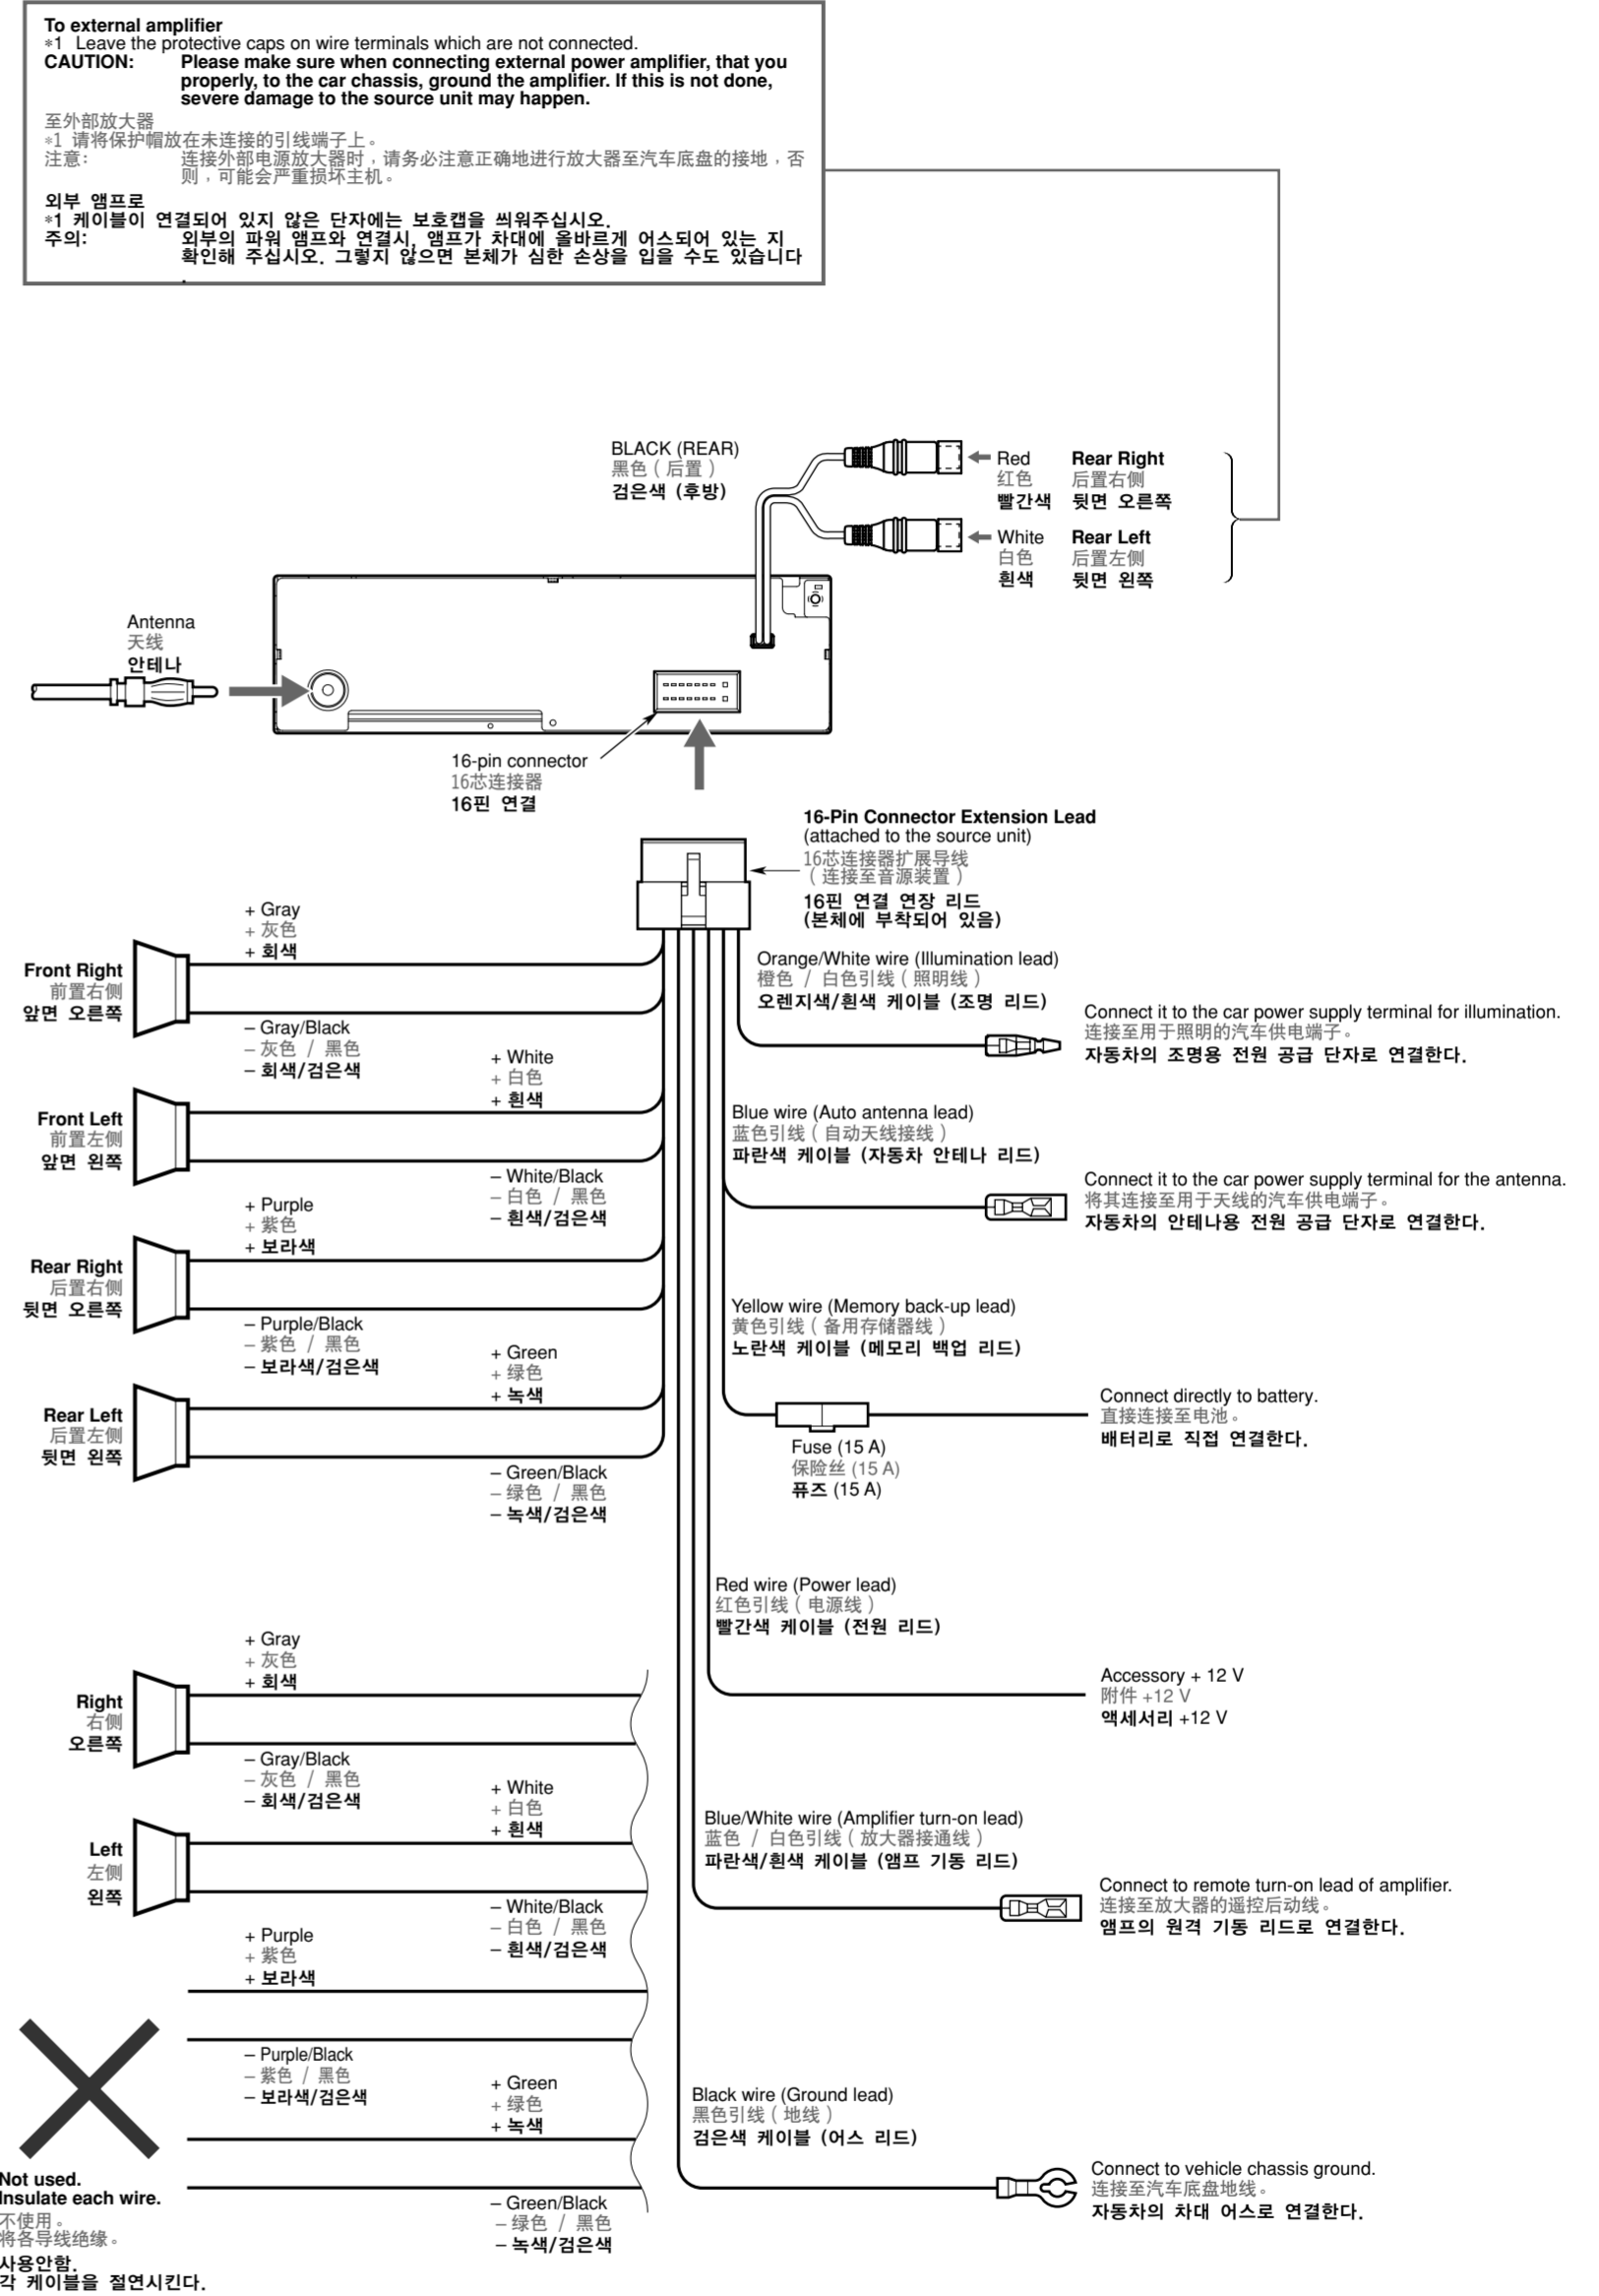 To external amplifier
*1 Leave the protective caps on wire terminals which are not connected.
CAUTION: Please make sure when connecting external power amplifier, that you
properly, to the car chassis, ground the amplifier. If this is not done,
severe damage to the source unit may happen.
至外部放大器
*1 请将保护帽放在未连接的引线端子上。
注意: 连接外部电源放大器时，请务必注意正确地进行放大器至汽车底盘的接地，否
则，可能会严重损坏主机。
외부 앰프로
*1 케이블이 연결되어 있지 않은 단자에는 보호캡을 씌워주십시오.
주의: 외부의 파워 앰프와 연결시, 앰프가 차대에 올바르게 어스되어 있는 지
확인해 주십시오. 그렇지 않으면 본체가 심한 손상을 입을 수도 있습니다
.
BLACK (REAR)
黑色（后置）
검은색 (후방)
Red Rear Right
红色 后置右侧
빨간색 뒷면 오른쪽
White Rear Left
白色 后置左侧
흰색 뒷면 왼쪽
Antenna
天线
안테나
16-pin connector
16芯连接器
16핀 연결
16-Pin Connector Extension Lead
(attached to the source unit)
16芯连接器扩展导线
（连接至音源装置）
16핀 연결 연장 리드
(본체에 부착되어 있음)
+ Gray
+ 灰色
+ 회색
Front Right
前置右侧
앞면 오른쪽
– Gray/Black
– 灰色 / 黑色
– 회색/검은색
+ White
+ 白色
+ 흰색
Front Left
前置左侧
앞면 왼쪽
– White/Black
– 白色 / 黑色
– 흰색/검은색
+ Purple
+ 紫色
+ 보라색
Rear Right
后置右侧
뒷면 오른쪽
– Purple/Black
– 紫色 / 黑色
– 보라색/검은색
+ Green
+ 绿色
+ 녹색
Rear Left
后置左侧
뒷면 왼쪽
– Green/Black
– 绿色 / 黑色
– 녹색/검은색
Orange/White wire (Illumination lead)
橙色 / 白色引线（照明线）
오렌지색/흰색 케이블 (조명 리드)
Connect it to the car power supply terminal for illumination.
连接至用于照明的汽车供电端子。
자동차의 조명용 전원 공급 단자로 연결한다.
Blue wire (Auto antenna lead)
蓝色引线（自动天线接线）
파란색 케이블 (자동차 안테나 리드)
Connect it to the car power supply terminal for the antenna.
将其连接至用于天线的汽车供电端子。
자동차의 안테나용 전원 공급 단자로 연결한다.
Yellow wire (Memory back-up lead)
黄色引线（备用存储器线）
노란색 케이블 (메모리 백업 리드)
Connect directly to battery.
直接连接至电池。
배터리로 직접 연결한다.
Fuse (15 A)
保险丝 (15 A)
퓨즈 (15 A)
Red wire (Power lead)
红色引线（电源线）
빨간색 케이블 (전원 리드)
Accessory + 12 V
附件 +12 V
액세서리 +12 V
+ Gray
+ 灰色
+ 회색
Right
右侧
오른쪽
– Gray/Black
– 灰色 / 黑色
– 회색/검은색
+ White
+ 白色
+ 흰색
Left
左侧
왼쪽
– White/Black
– 白色 / 黑色
– 흰색/검은색
Blue/White wire (Amplifier turn-on lead)
蓝色 / 白色引线（放大器接通线）
파란색/흰색 케이블 (앰프 기동 리드)
Connect to remote turn-on lead of amplifier.
连接至放大器的遥控后动线。
앰프의 원격 기동 리드로 연결한다.
+ Purple
+ 紫色
+ 보라색
– Purple/Black
– 紫色 / 黑色
– 보라색/검은색
+ Green
+ 绿色
+ 녹색
Black wire (Ground lead)
黑色引线（地线）
검은색 케이블 (어스 리드)
Connect to vehicle chassis ground.
连接至汽车底盘地线。
자동차의 차대 어스로 연결한다.
Not used.
Insulate each wire.
不使用。
将各导线绝缘。
사용안함.
각 케이블을 절연시킨다.
– Green/Black
– 绿色 / 黑色
– 녹색/검은색